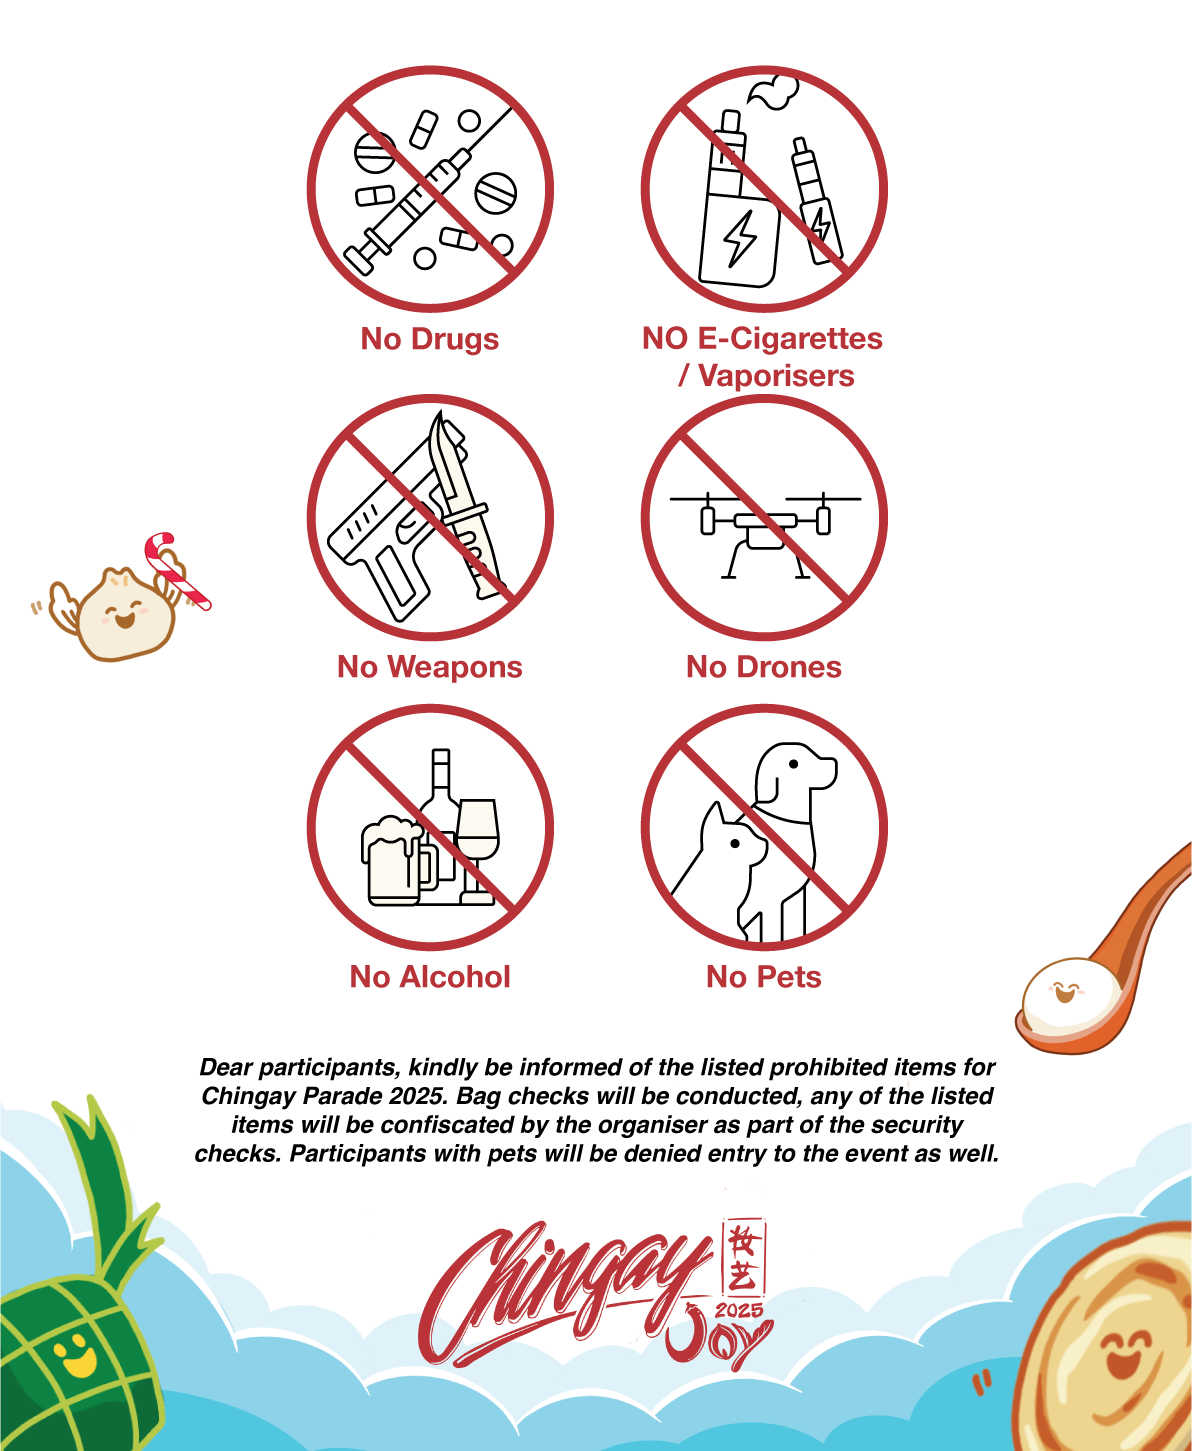 No Drugs
NO E-Cigarettes
/ Vaporisers
No Weapons
No Drones
No Alcohol
No Pets
Dear participants, kindly be informed of the listed prohibited items for
Chingay Parade 2025. Bag checks will be conducted, any of the listed
items will be confiscated by the organiser as part of the security
checks. Participants with pets will be denied entry to the event as well.
Chingay
妆艺
2025
JOY